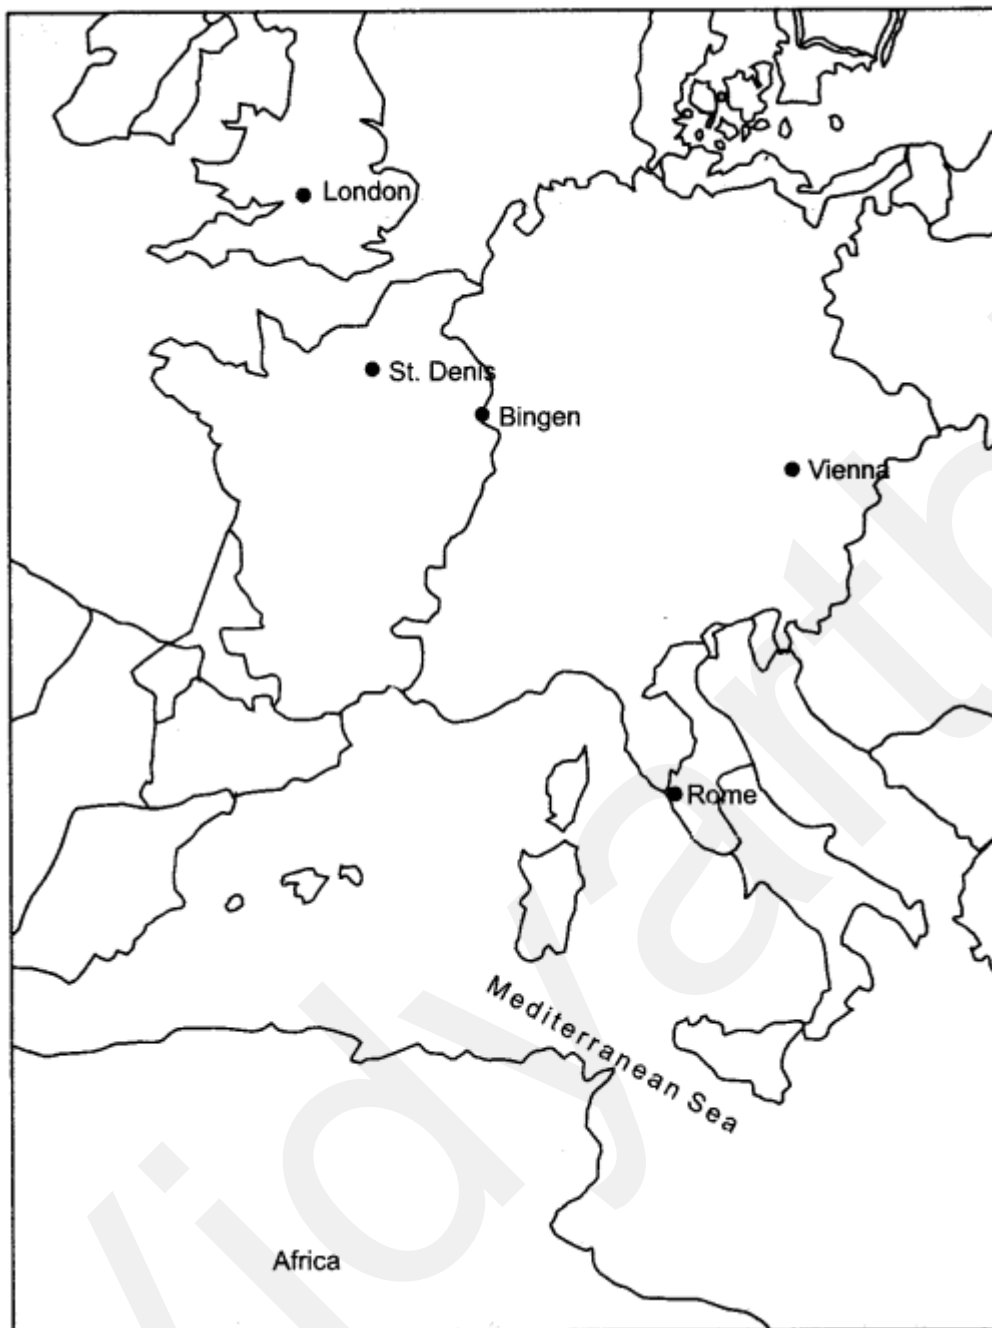 London
St. Denis
Bingen
Vienna
Rome
Mediterranean Sea
Africa